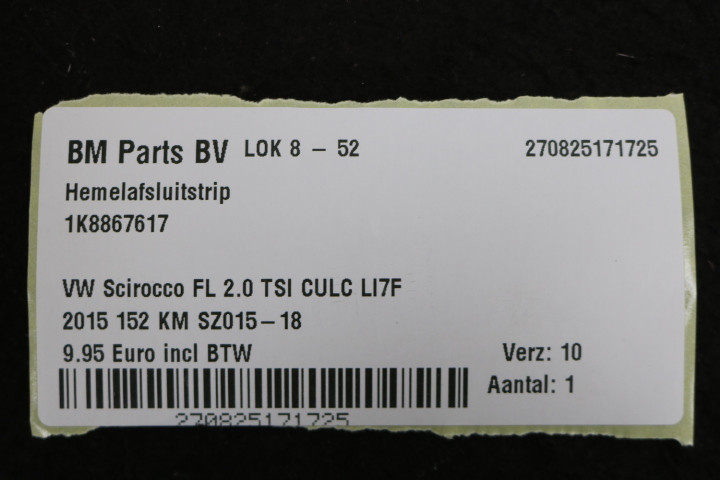 BM Parts BV LOK 8 - 52 270825171725
Hemelafsluitstrip
1K8867617
VW Scirocco FL 2.0 TSI CULC LI7F
2015 152 KM SZ015-18
9.95 Euro incl BTW Verz: 10
Aantal: 1
270825171725